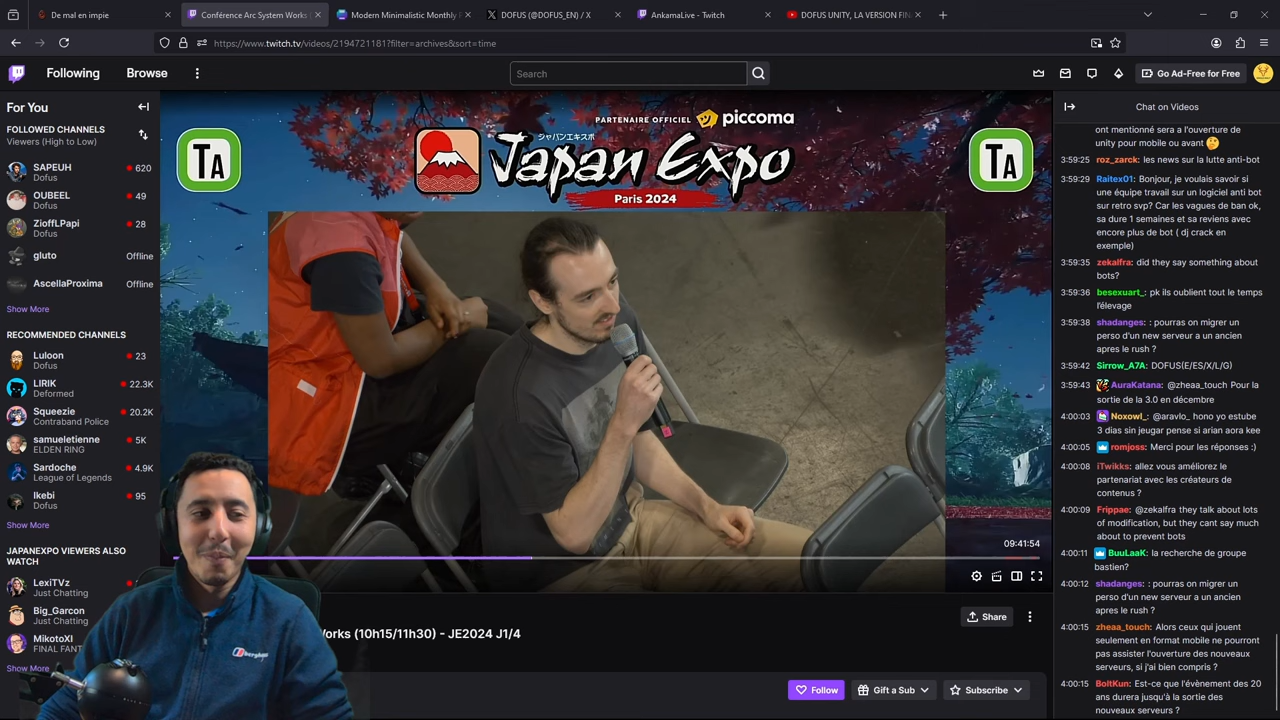 De mal en impie
Conférence Arc System Works (
Modern Minimalistic Monthly P
DOFUS (@DOFUS_EN) / X
AnkamaLive - Twitch
DOFUS UNITY, LA VERSION FIN
https://www.twitch.tv/videos/2194721181?filter=archives&sort=time
Following
Browse
Search
Go Ad-Free for Free
For You
FOLLOWED CHANNELS
Viewers (High to Low)
SAPEUH
620
Dofus
OUBEEL
49
Dofus
ZioffLPapi
28
Dofus
gluto
Offline
AscellaProxima
Offline
Show More
RECOMMENDED CHANNELS
Luloon
23
Dofus
LIRIK
22.3K
Deformed
Squeezie
20.2K
Contraband Police
samueletienne
5K
ELDEN RING
Sardoche
4.9K
League of Legends
Ikebi
95
Dofus
Show More
JAPANEXPO VIEWERS ALSO
WATCH
LexiTVz
Just Chatting
Big_Garcon
Just Chatting
MikotoXI
FINAL FANT
Show More
PARTENAIRE OFFICIEL
piccoma
ジャパンエキスポ
Japan Expo
Paris 2024
TA
TA
09:41:54
Works (10h15/11h30) - JE2024 J1/4
Share
Follow
Gift a Sub
Subscribe
berghaus
Chat on Videos
ont mentionné sera a l'ouverture de
unity pour mobile ou avant 🤔
3:59:25 roz_zarck: les news sur la lutte anti-bot
3:59:29 Raitex01: Bonjour, je voulais savoir si
une équipe travail sur un logiciel anti bot
sur retro svp? Car les vagues de ban ok,
sa dure 1 semaines et sa reviens avec
encore plus de bot ( dj crack en
exemple)
3:59:35 zekalfra: did they say something about
bots?
3:59:36 besexuart_: pk ils oublient tout le temps
l'élevage
3:59:38 shadanges: : pourras on migrer un
perso d'un new serveur a un ancien
apres le rush ?
3:59:42 Sirrow_A7A: DOFUS(E/ES/X/L/G)
3:59:43 AuraKatana: @zheaa_touch Pour la
sortie de la 3.0 en décembre
4:00:03 Noxowl_: @aravlo_ hono yo estube
3 dias sin jeugar pense si arian aora kee
4:00:05 romjoss: Merci pour les réponses :)
4:00:08 iTwikks: allez vous améliorez le
partenariat avec les créateurs de
contenus ?
4:00:09 Frippae: @zekalfra they talk about lots
of modification, but they cant say much
about to prevent bots
4:00:11 BuuLaaK: la recherche de groupe
bastien?
4:00:12 shadanges: : pourras on migrer un
perso d'un new serveur a un ancien
apres le rush ?
4:00:15 zheaa_touch: Alors ceux qui jouent
seulement en format mobile ne pourront
pas assister l'ouverture des nouveaux
serveurs, si j'ai bien compris ?
4:00:15 BoltKun: Est-ce que l'évènement des 20
ans durera jusqu'à la sortie des
nouveaux serveurs ?